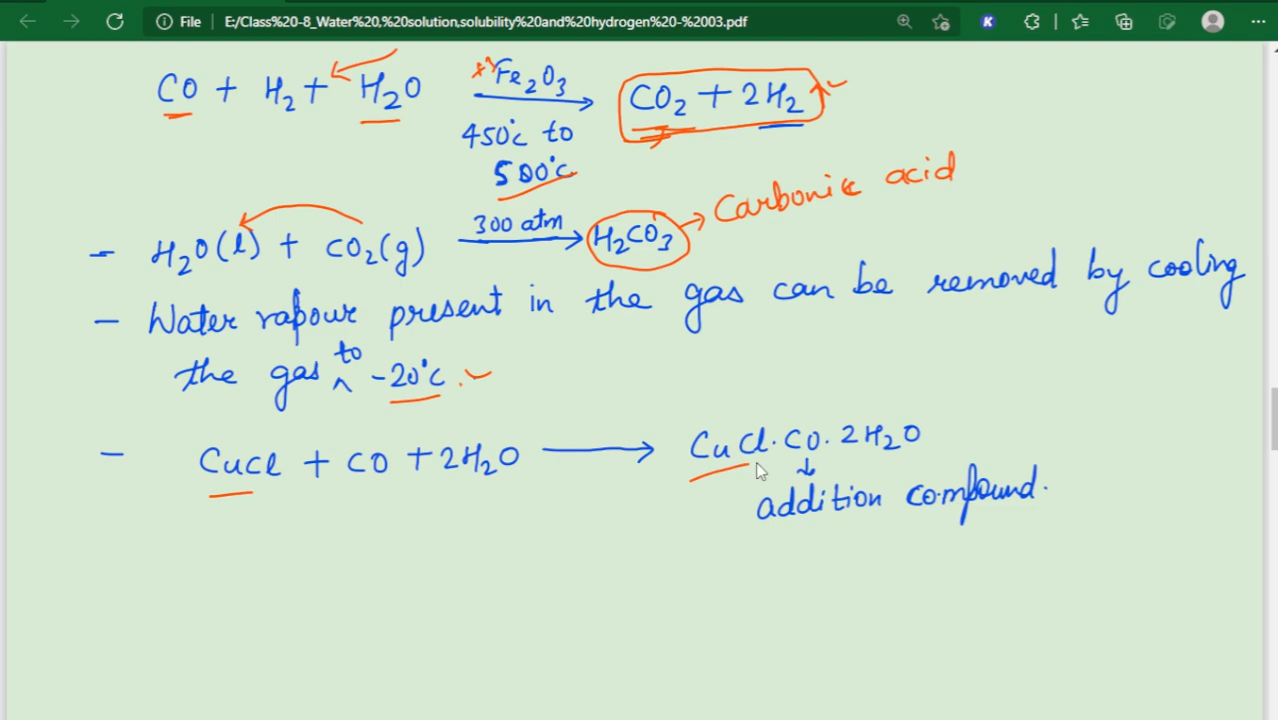 File E:/Class%20-8_Water%20,%20solution,solubility%20and%20hydrogen%20-%2003.pdf
CO + H₂ + H₂O Fe₂O₃ → CO₂ + 2H₂ ↑
450°c to
500°c
- H₂O(l) + CO₂(g) 300 atm → H₂CO₃ → Carbonic acid
- Water vapour present in the gas can be removed by cooling
the gas ^ to -20°c.
- CuCl + CO + 2H₂O → CuCl·CO·2H₂O
↓
addition compound.